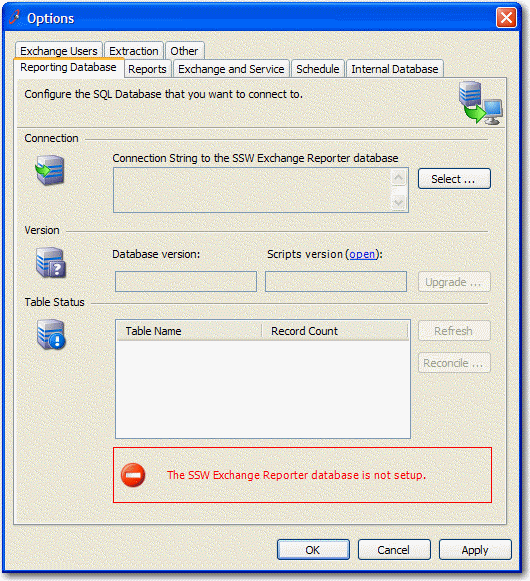 Options
Exchange Users Extraction Other
Reporting Database Reports Exchange and Service Schedule Internal Database
Configure the SQL Database that you want to connect to.
Connection
Connection String to the SSW Exchange Reporter database
Select ...
Version
Database version: Scripts version (open):
Upgrade ...
Table Status
Table Name Record Count
Refresh
Reconcile ...
The SSW Exchange Reporter database is not setup.
OK Cancel Apply